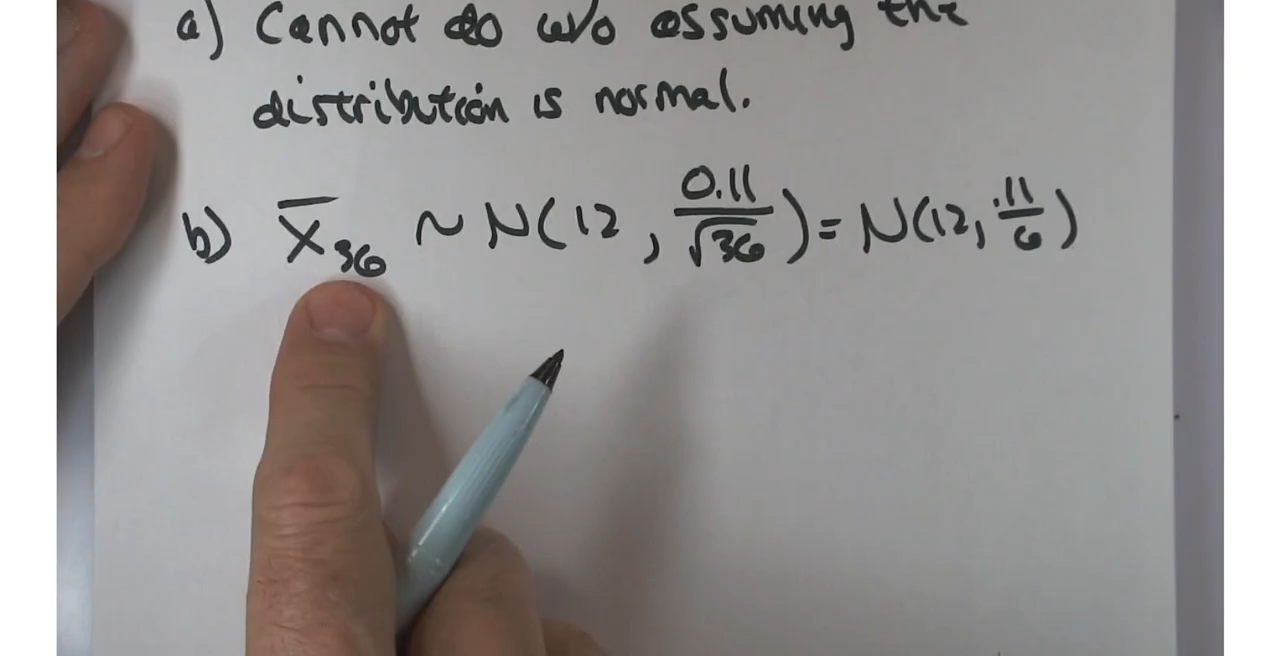 a) Cannot do w/o assuming the
distribution is normal.
b) X̄₃₆ ~ N(12, 0.11/√36) = N(12, .11/6)